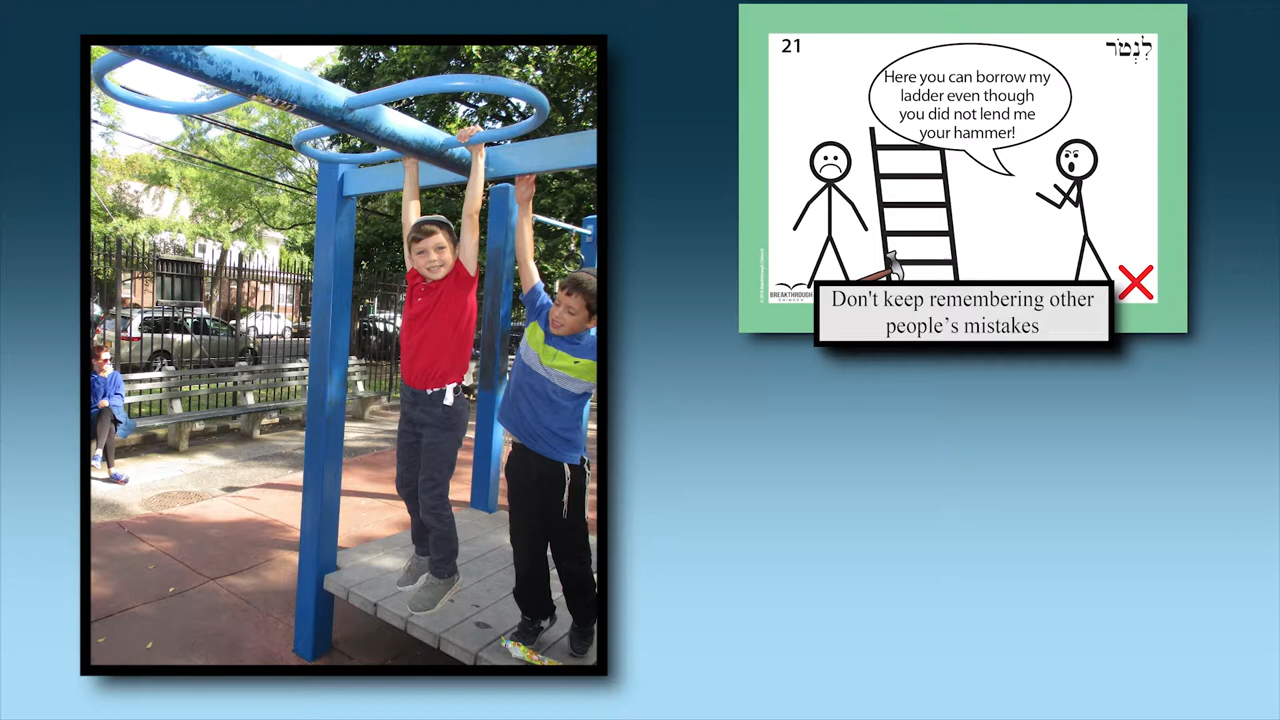 21
לִנְטֹר
Here you can borrow my
ladder even though
you did not lend me
your hammer!
BREAKTHROUGH
Don't keep remembering other
people’s mistakes